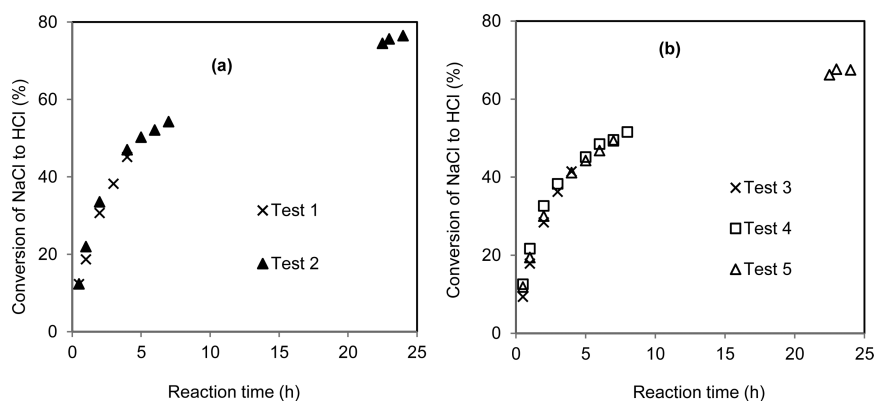 Conversion of NaCl to HCl (%)
80
60
40
20
0
(a)
Test 1
Test 2
0 5 10 15 20 25
Reaction time (h)
Conversion of NaCl to HCl (%)
80
60
40
20
0
(b)
Test 3
Test 4
Test 5
0 5 10 15 20 25
Reaction time (h)